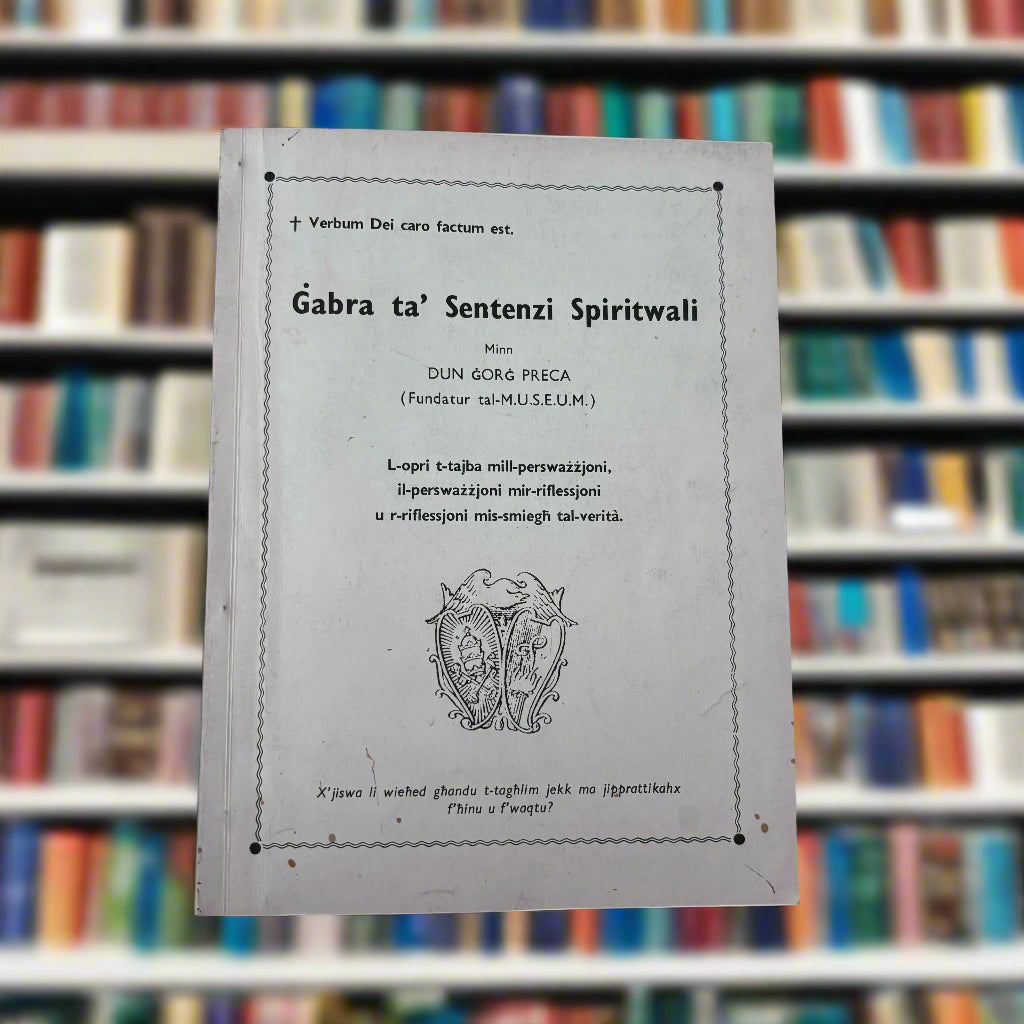 † Verbum Dei caro factum est.
Ġabra ta’ Sentenzi Spiritwali
Minn
DUN ĠORĠ PRECA
(Fundatur tal-M.U.S.E.U.M.)
L-opri t-tajba mill-persważżjoni,
il-persważżjoni mir-riflessjoni
u r-riflessjoni mis-smiegħ tal-verità.
X’jiswa li wieħed għandu t-tagħlim jekk ma jipprattikahx
f’ħinu u f’waqtu?